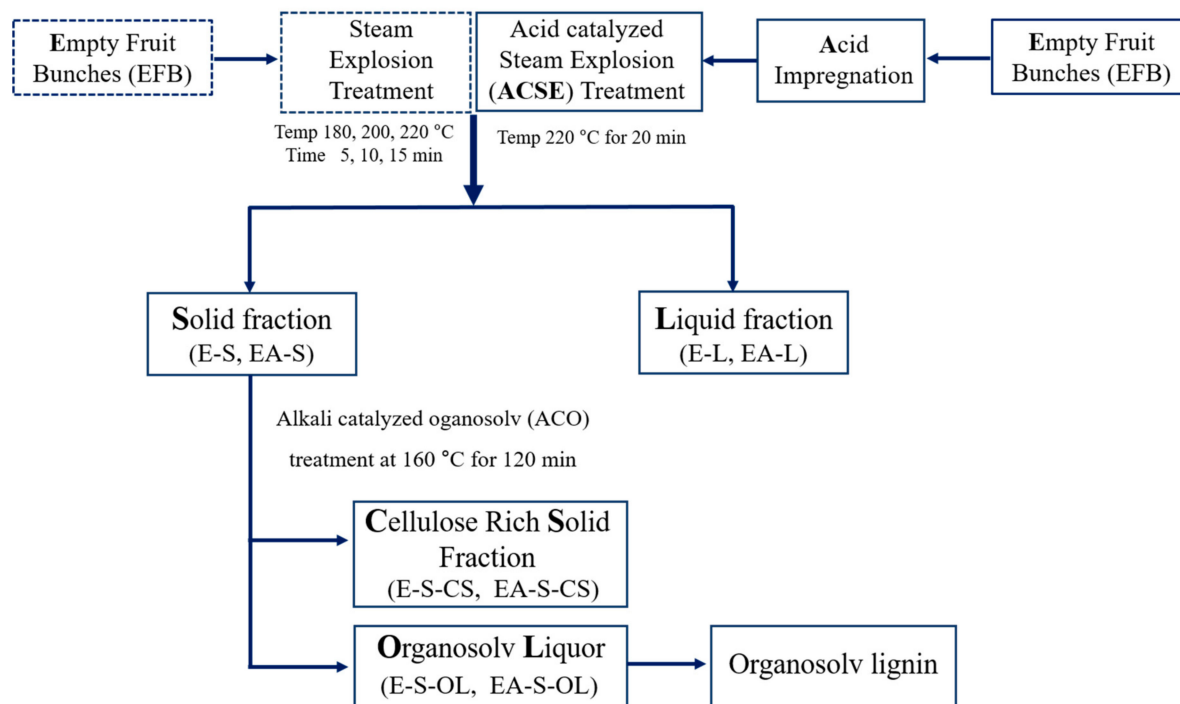 Empty Fruit
Bunches (EFB)
Steam
Explosion
Treatment
Acid catalyzed
Steam Explosion
(ACSE) Treatment
Acid
Impregnation
Empty Fruit
Bunches (EFB)
Temp 180, 200, 220 °C
Time 5, 10, 15 min
Temp 220 °C for 20 min
Solid fraction
(E-S, EA-S)
Liquid fraction
(E-L, EA-L)
Alkali catalyzed oganosolv (ACO)
treatment at 160 °C for 120 min
Cellulose Rich Solid
Fraction
(E-S-CS, EA-S-CS)
Organosolv Liquor
(E-S-OL, EA-S-OL)
Organosolv lignin